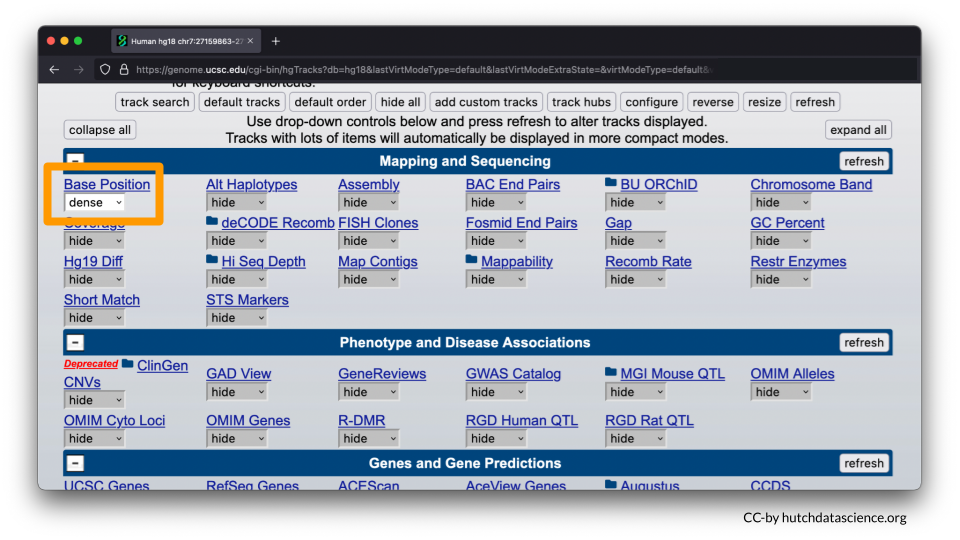 Human hg18 chr7:27159863-27
https://genome.ucsc.edu/cgi-bin/hgTracks?db=hg18&lastVirtModeType=default&lastVirtModeExtraState=&virtModeType=default&
for keyboard shortcuts.
track search default tracks default order hide all add custom tracks track hubs configure reverse resize refresh
collapse all Use drop-down controls below and press refresh to alter tracks displayed. expand all
Tracks with lots of items will automatically be displayed in more compact modes.
- Mapping and Sequencing refresh
Base Position Alt Haplotypes Assembly BAC End Pairs BU ORChID Chromosome Band
dense hide hide hide hide hide
Coverage deCODE Recomb FISH Clones Fosmid End Pairs Gap GC Percent
hide hide hide hide hide hide
Hg19 Diff Hi Seq Depth Map Contigs Mappability Recomb Rate Restr Enzymes
hide hide hide hide hide hide
Short Match STS Markers
hide hide
- Phenotype and Disease Associations refresh
Deprecated ClinGen
CNVs GAD View GeneReviews GWAS Catalog MGI Mouse QTL OMIM Alleles
hide hide hide hide hide hide
OMIM Cyto Loci OMIM Genes R-DMR RGD Human QTL RGD Rat QTL
hide hide hide hide hide
- Genes and Gene Predictions refresh
UCSC Genes RefSeq Genes ACEScan AceView Genes Augustus CCDS
CC-by hutchdatascience.org